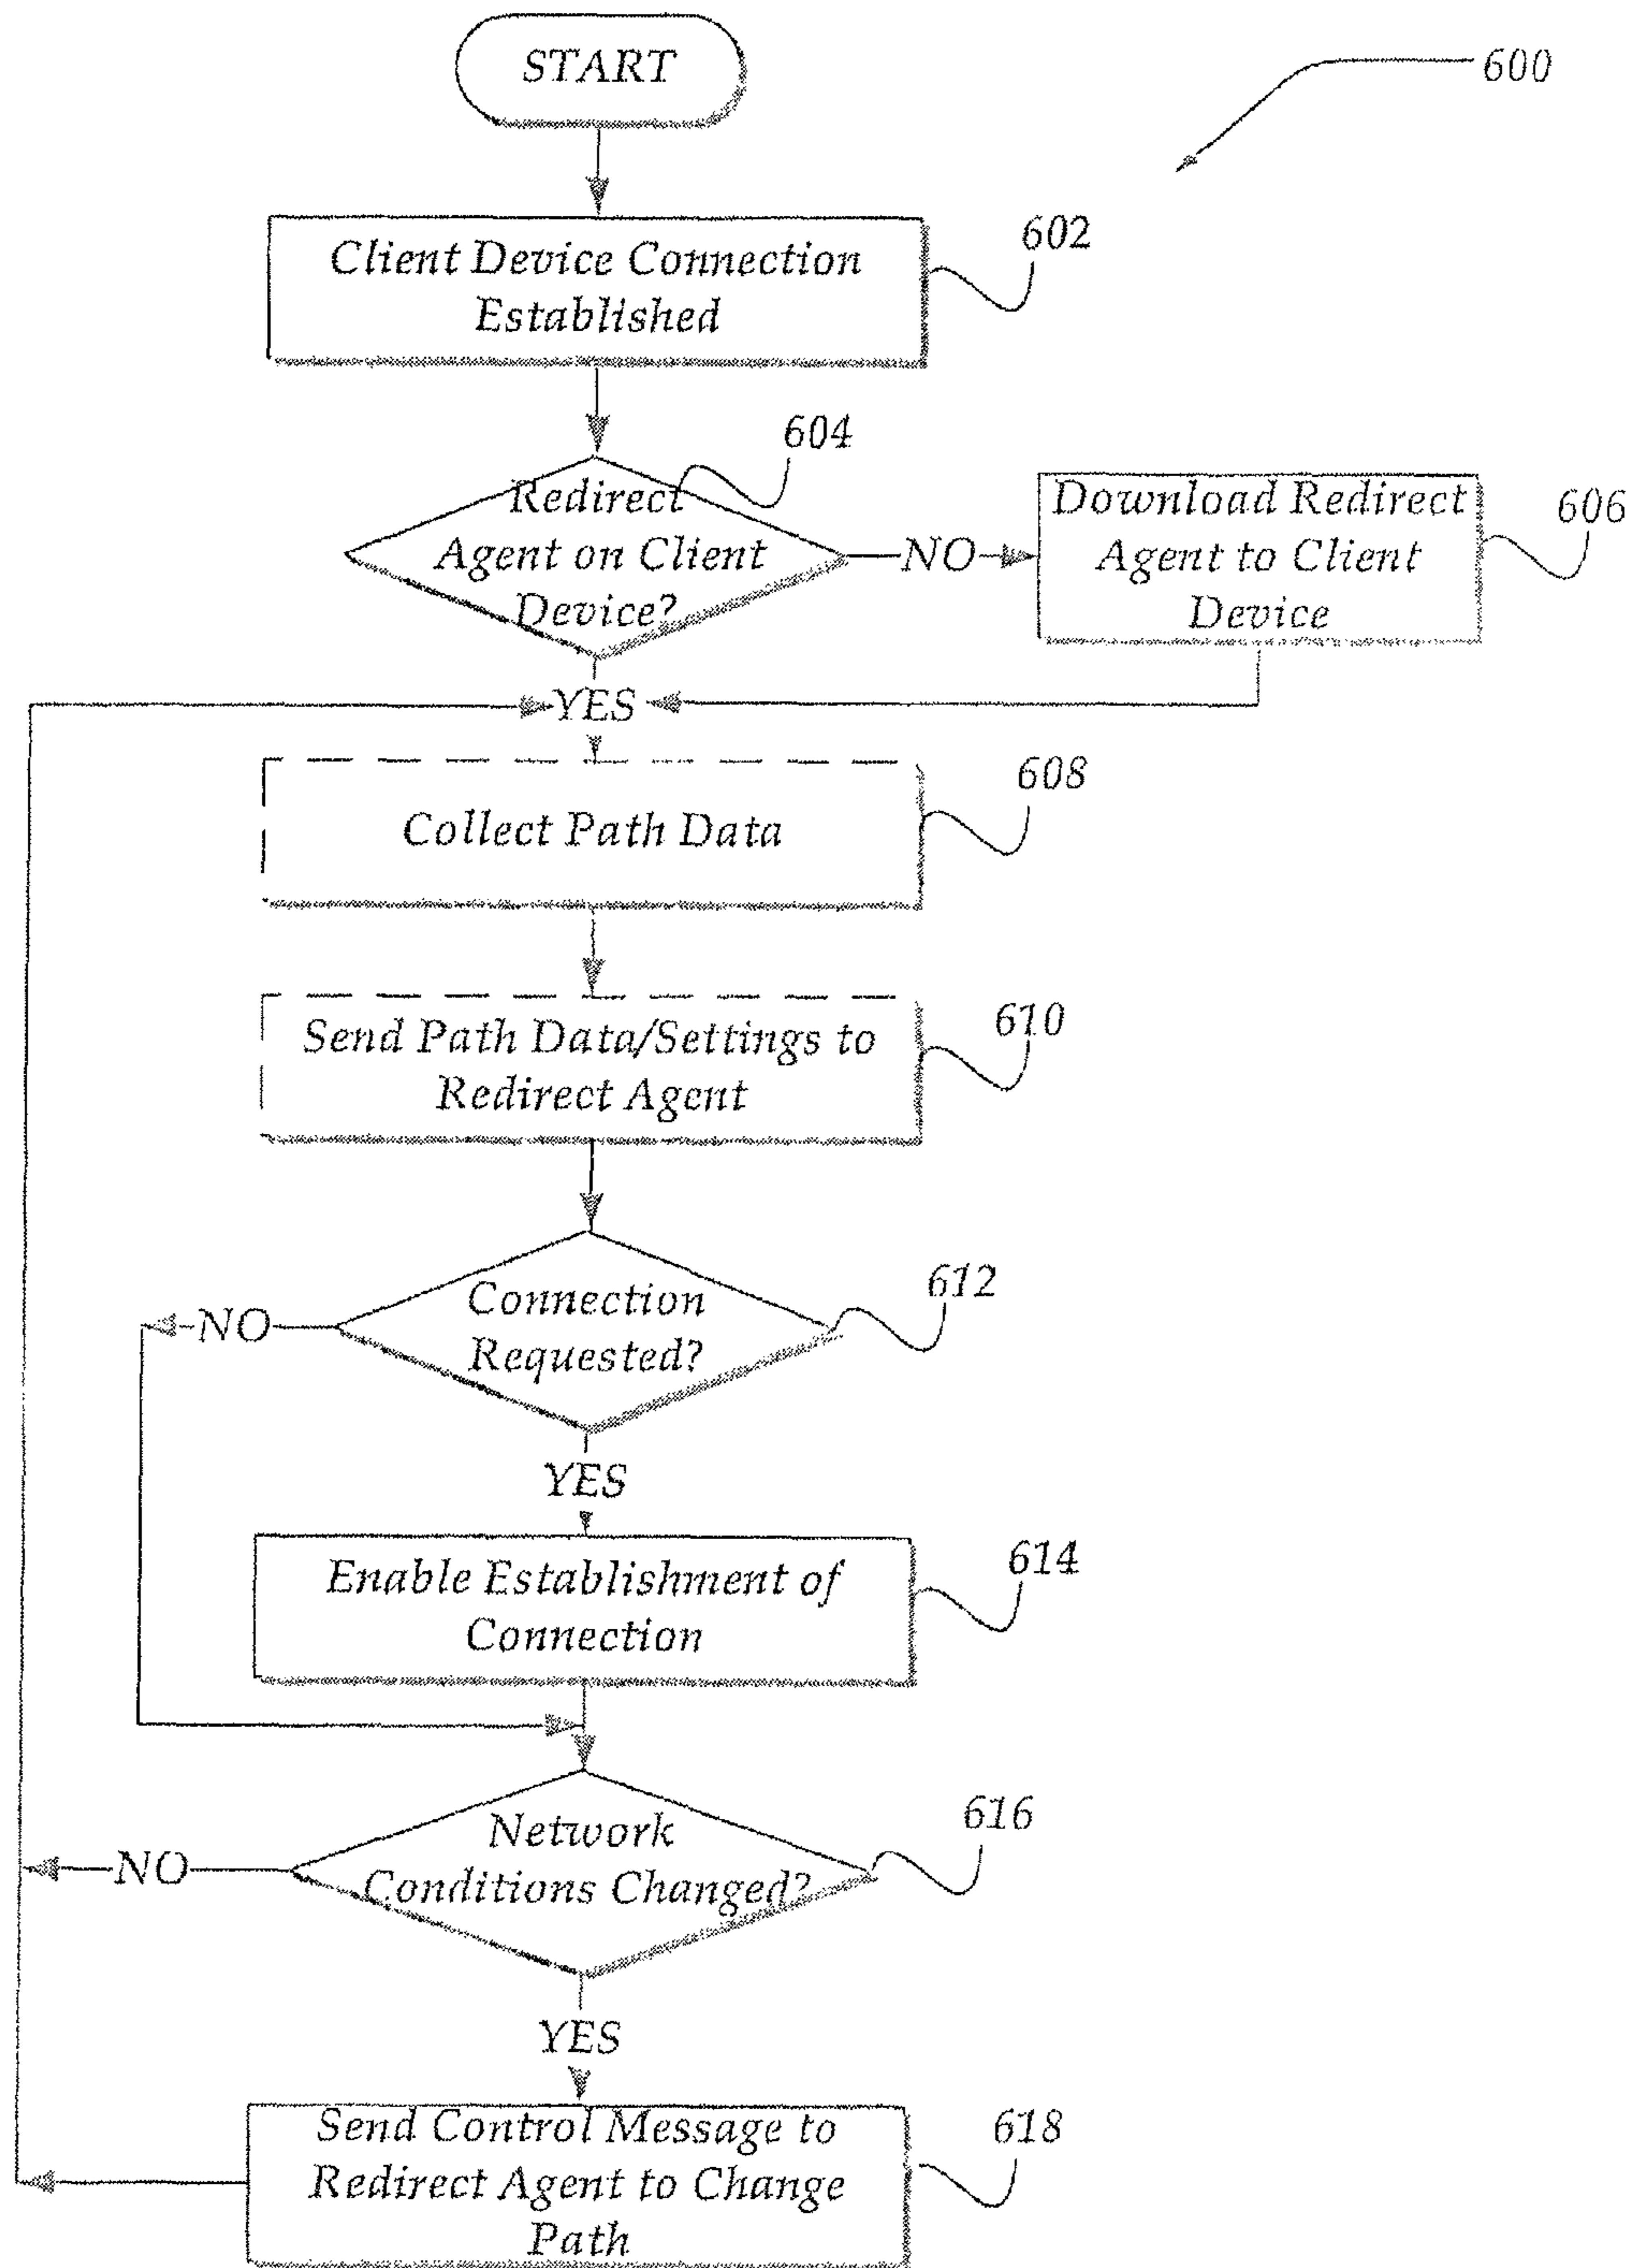 START
600
Client Device Connection
Established
602
604
Redirect
Agent on Client
Device?
NO
Download Redirect
Agent to Client
Device
606
YES
Collect Path Data
608
Send Path Data/Settings to
Redirect Agent
610
Connection
Requested?
612
NO
YES
Enable Establishment of
Connection
614
Network
Conditions Changed?
616
NO
YES
Send Control Message to
Redirect Agent to Change
Path
618